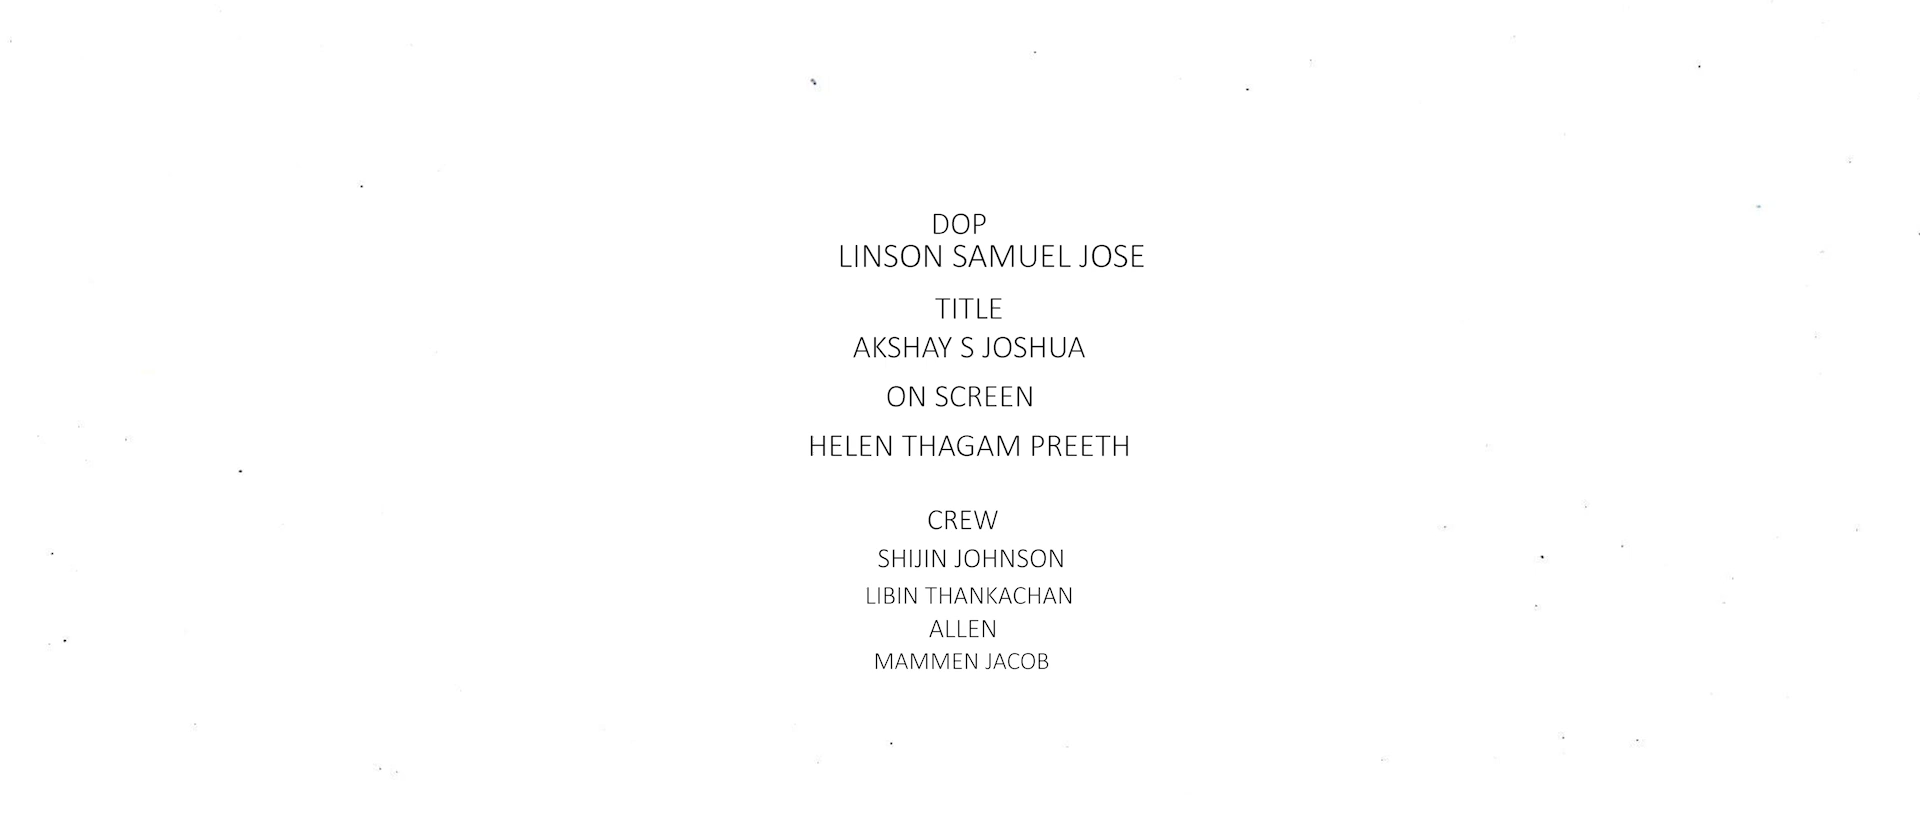 DOP
LINSON SAMUEL JOSE
TITLE
AKSHAY S JOSHUA
ON SCREEN
HELEN THAGAM PREETH
CREW
SHIJIN JOHNSON
LIBIN THANKACHAN
ALLEN
MAMMEN JACOB